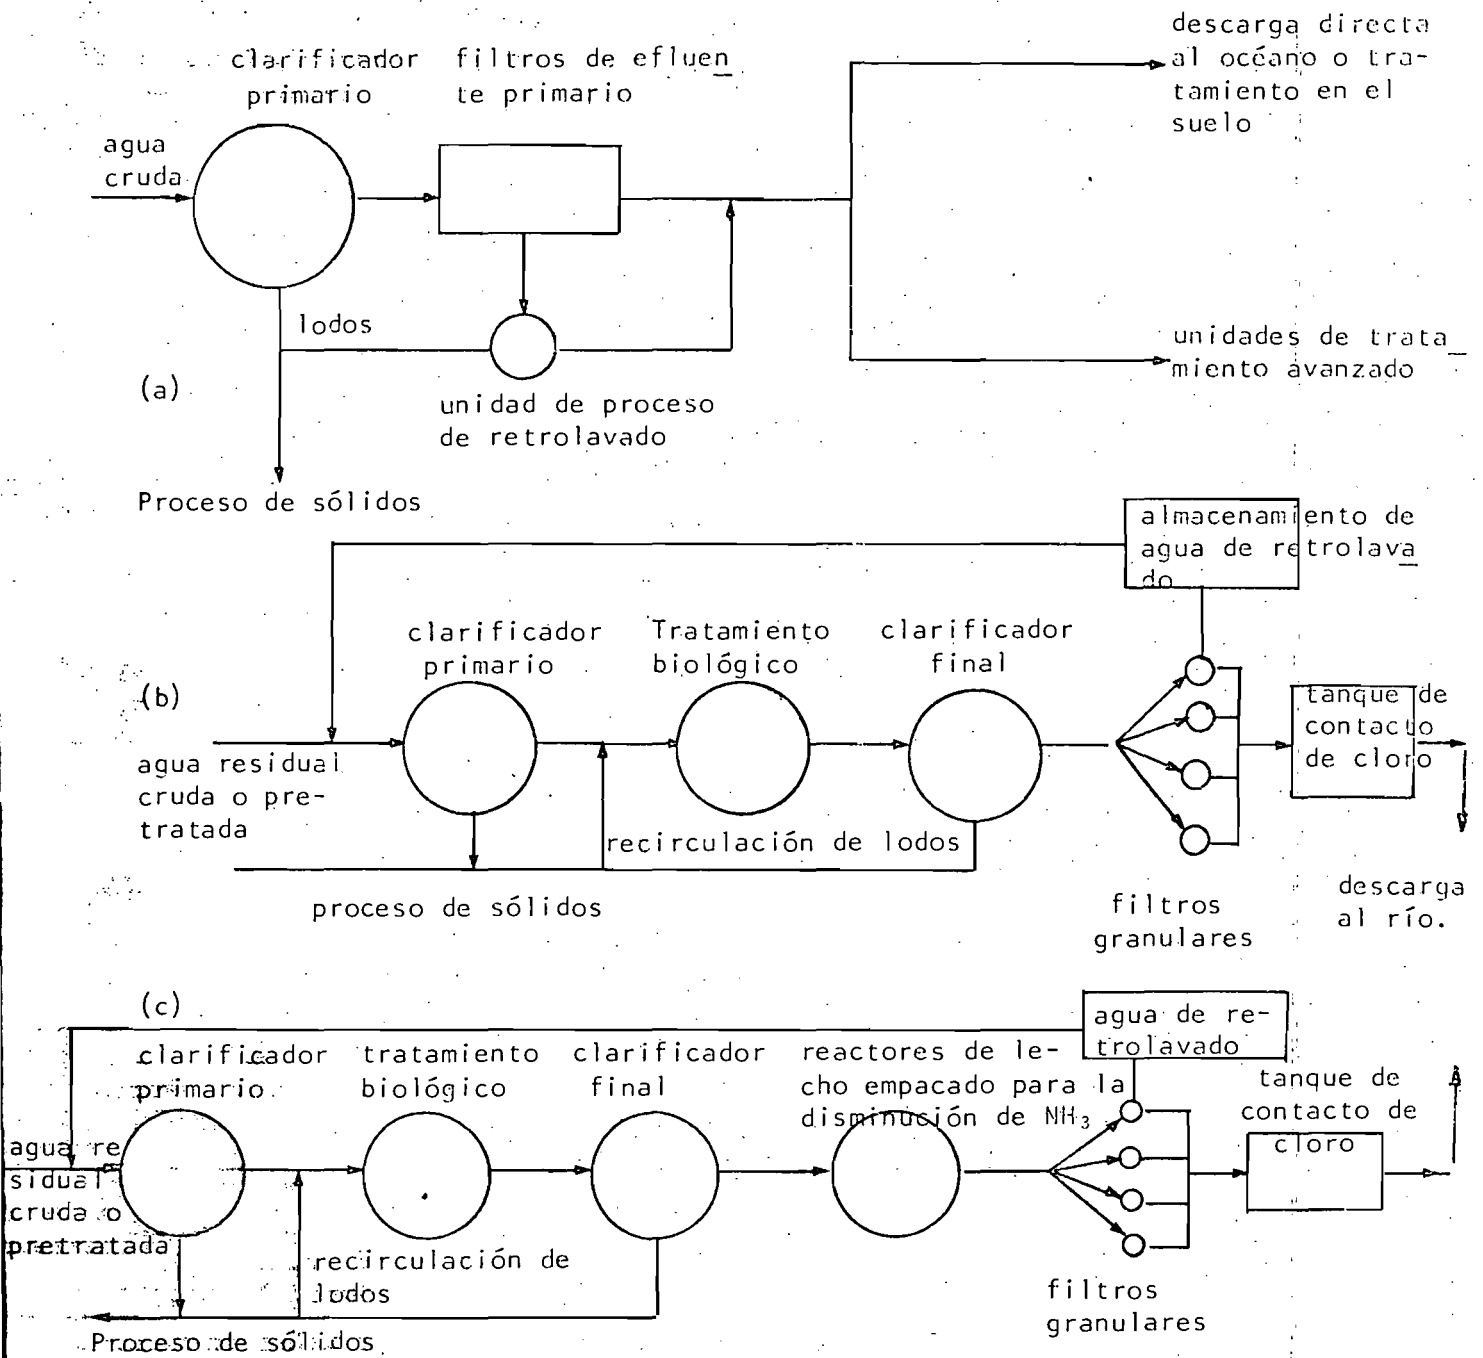 clarificador
primario
filtros de efluen
te primario
descarga directa
al océano o tra-
tamiento en el
suelo
agua
cruda
lodos
unidades de trata
miento avanzado
(a)
unidad de proceso
de retrolavado
Proceso de sólidos
almacenamiento de
agua de retrolava
do
clarificador
primario
Tratamiento
biológico
clarificador
final
(b)
tanque de
contacto
de cloro
agua residual
cruda o pre-
tratada
recirculación de lodos
proceso de sólidos
filtros
granulares
descarga
al río.
(c)
agua de re-
trolavado
clarificador
primario.
tratamiento
biológico
clarificador
final
reactores de le-
cho empacado para la
disminución de NH3
tanque de
contacto de
cloro
agua re
sidual
cruda o
pretratada
recirculación de
lodos
filtros
granulares
Proceso de sólidos